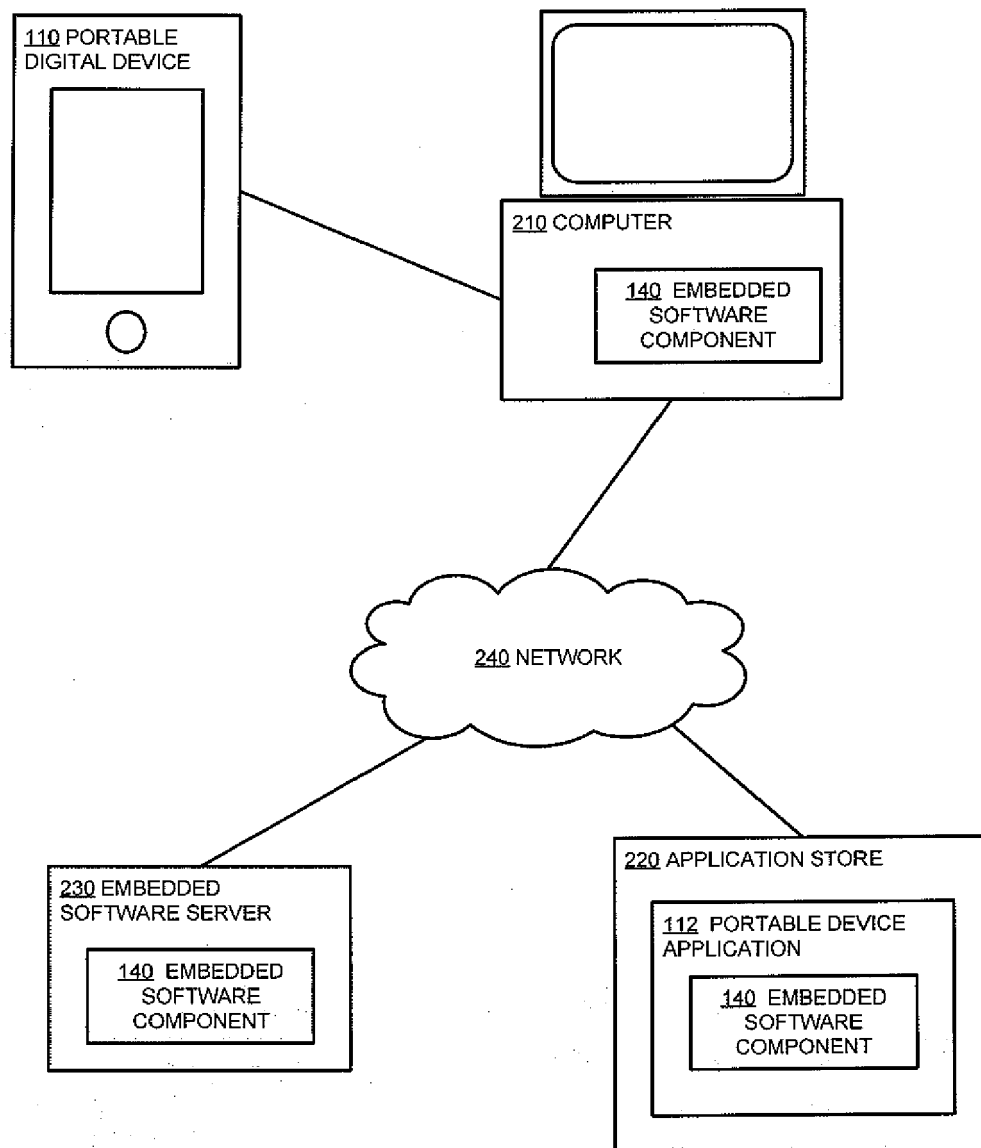 110 PORTABLE
DIGITAL DEVICE
210 COMPUTER
140 EMBEDDED
SOFTWARE
COMPONENT
240 NETWORK
230 EMBEDDED
SOFTWARE SERVER
140 EMBEDDED
SOFTWARE
COMPONENT
220 APPLICATION STORE
112 PORTABLE DEVICE
APPLICATION
140 EMBEDDED
SOFTWARE
COMPONENT